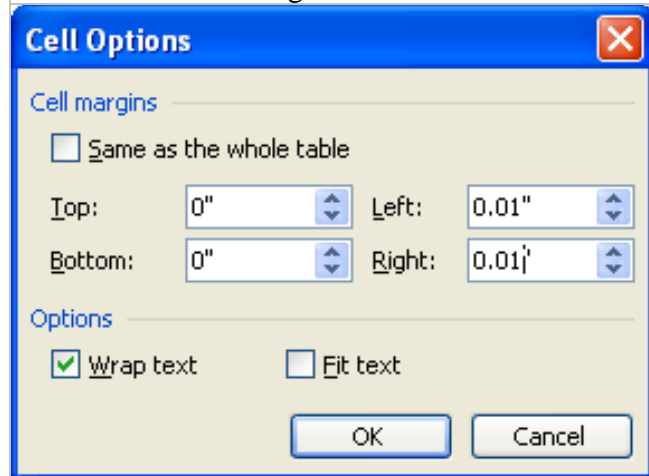 Cell Options
Cell margins
Same as the whole table
Top: 0" Left: 0.01"
Bottom: 0" Right: 0.01"
Options
Wrap text Fit text
OK Cancel